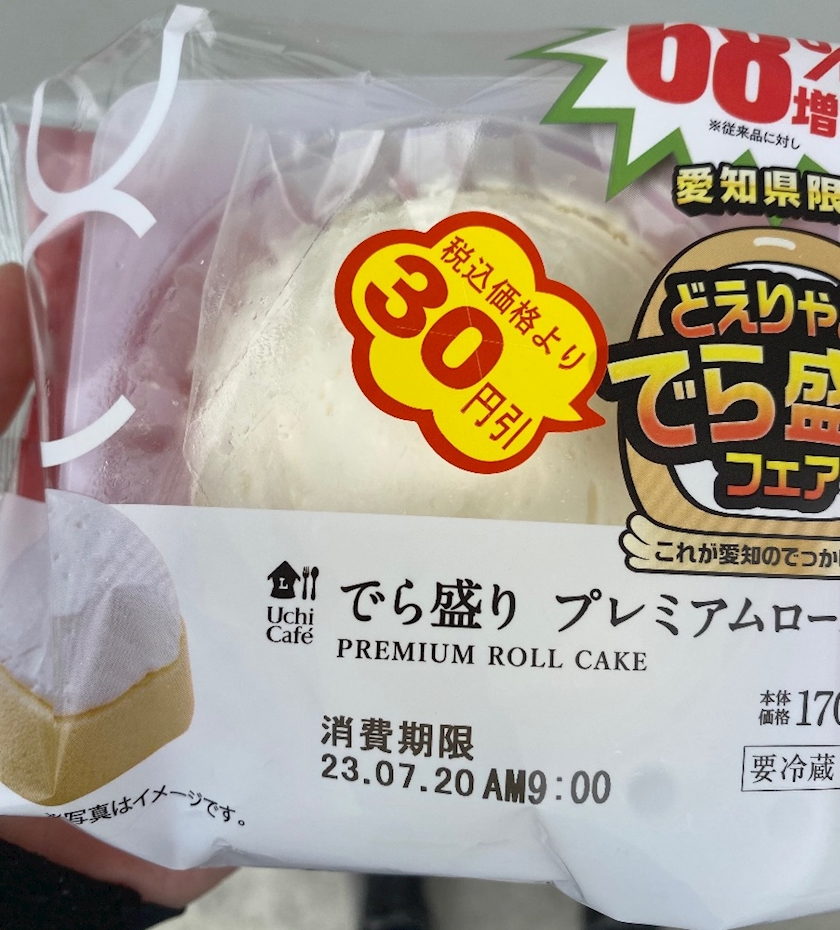 68%
増
※従来品に対し
愛知県限
どえりゃ
でら盛
フェア
これが愛知のでっか
税込価格より
30
円引
Uchi
Café
でら盛り プレミアムロー
PREMIUM ROLL CAKE
本体
価格 170
消費期限
23.07.20 AM9:00
要冷蔵
写真はイメージです。